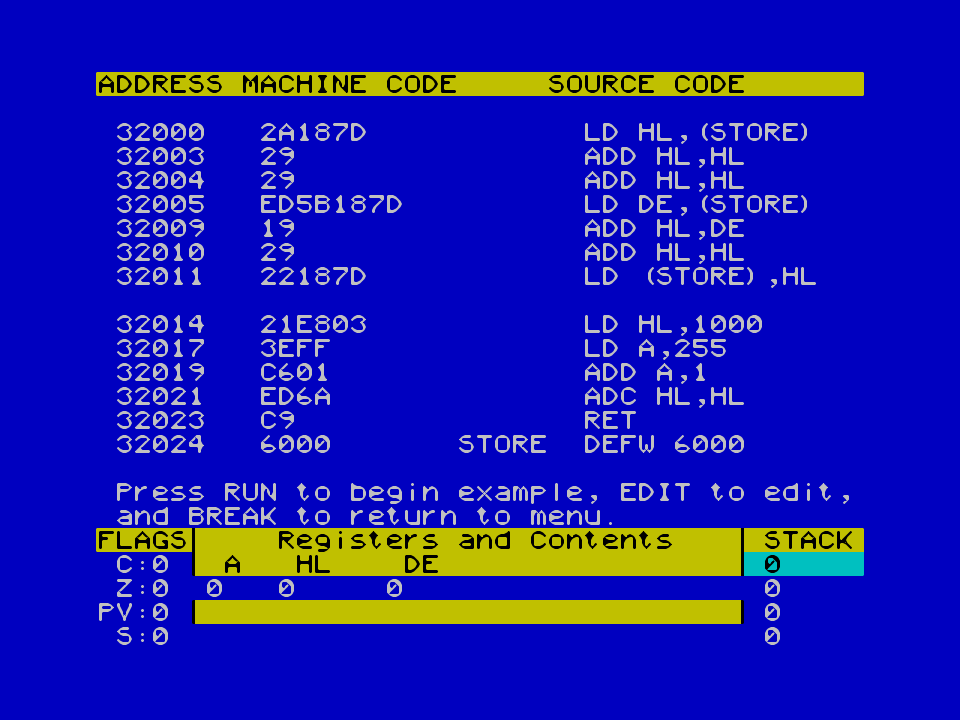 ADDRESS MACHINE CODE SOURCE CODE
32000 2A187D LD HL,(STORE)
32003 29 ADD HL,HL
32004 29 ADD HL,HL
32005 ED5B187D LD DE,(STORE)
32009 19 ADD HL,DE
32010 29 ADD HL,HL
32011 22187D LD (STORE),HL
32014 21E803 LD HL,1000
32017 3EFF LD A,255
32019 C601 ADD A,1
32021 ED6A ADC HL,HL
32023 C9 RET
32024 6000 STORE DEFW 6000
Press RUN to begin example, EDIT to edit,
and BREAK to return to menu.
FLAGS Registers and Contents STACK
C:0 A HL DE 0
Z:0 0 0 0 0
PV:0 0
S:0 0